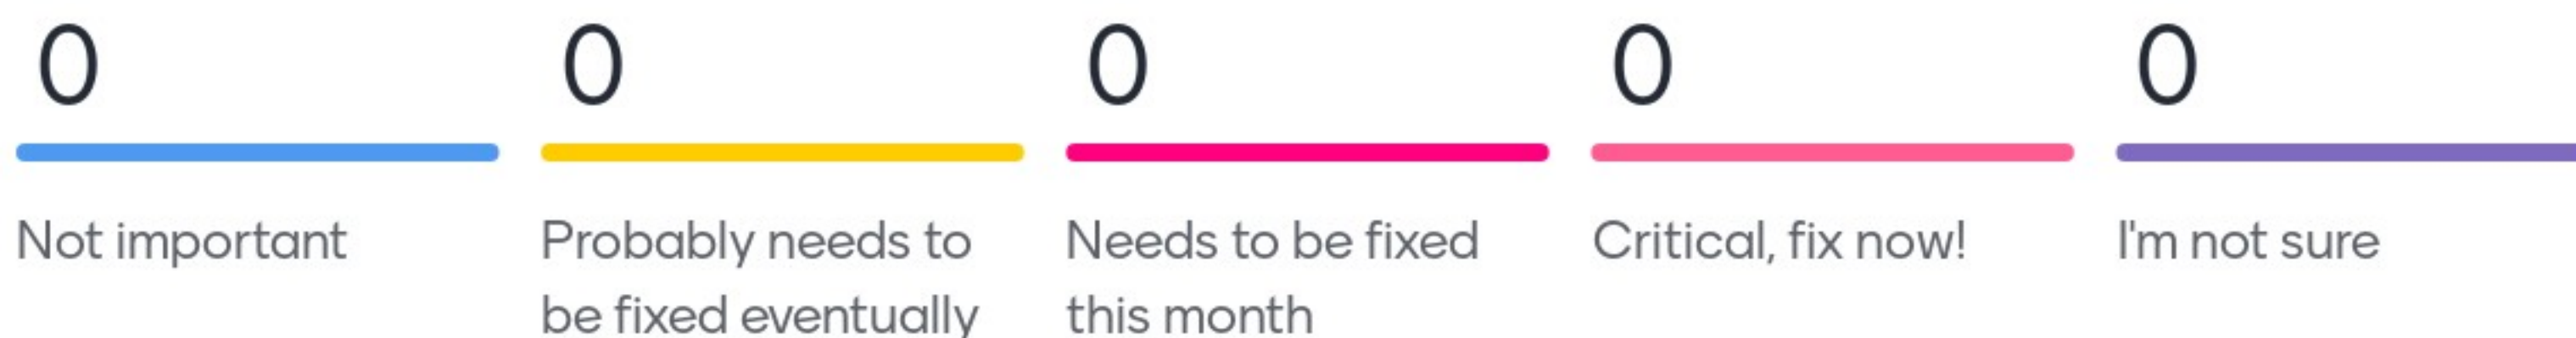 0 0 0 0 0
Not important
Probably needs to
be fixed eventually
Needs to be fixed
this month
Critical, fix now!
I'm not sure